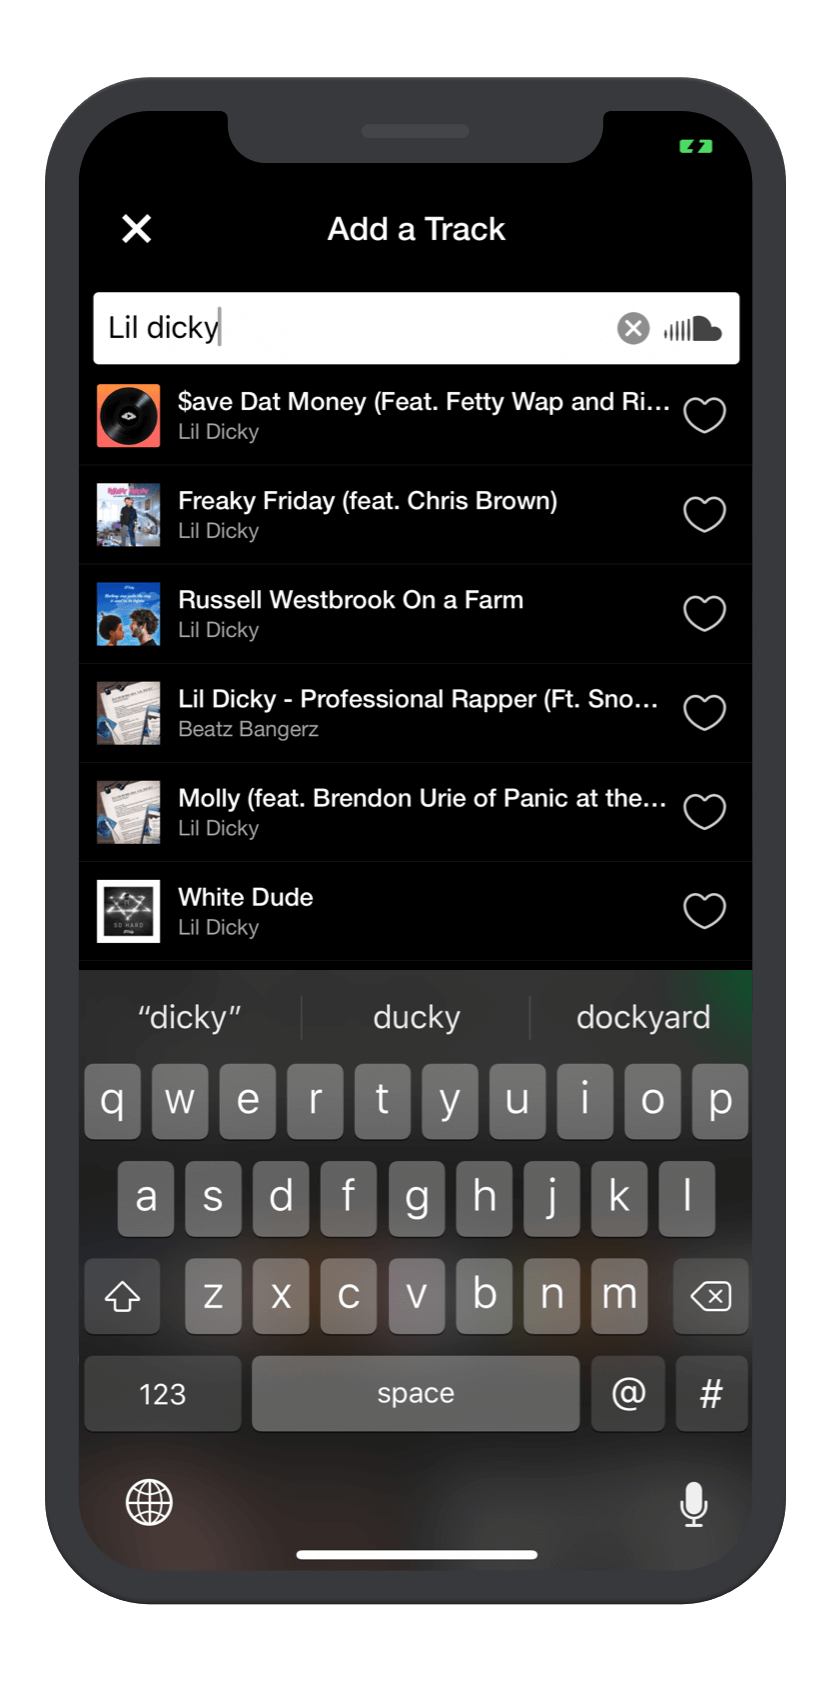 Add a Track
Lil dicky
$ave Dat Money (Feat. Fetty Wap and Ri...
Lil Dicky
Freaky Friday (feat. Chris Brown)
Lil Dicky
Russell Westbrook On a Farm
Lil Dicky
Lil Dicky - Professional Rapper (Ft. Sno...
Beatz Bangerz
Molly (feat. Brendon Urie of Panic at the...
Lil Dicky
SO HARD
White Dude
Lil Dicky
“dicky” ducky dockyard
q w e r t y u i o p
a s d f g h j k l
z x c v b n m
123 space @ #